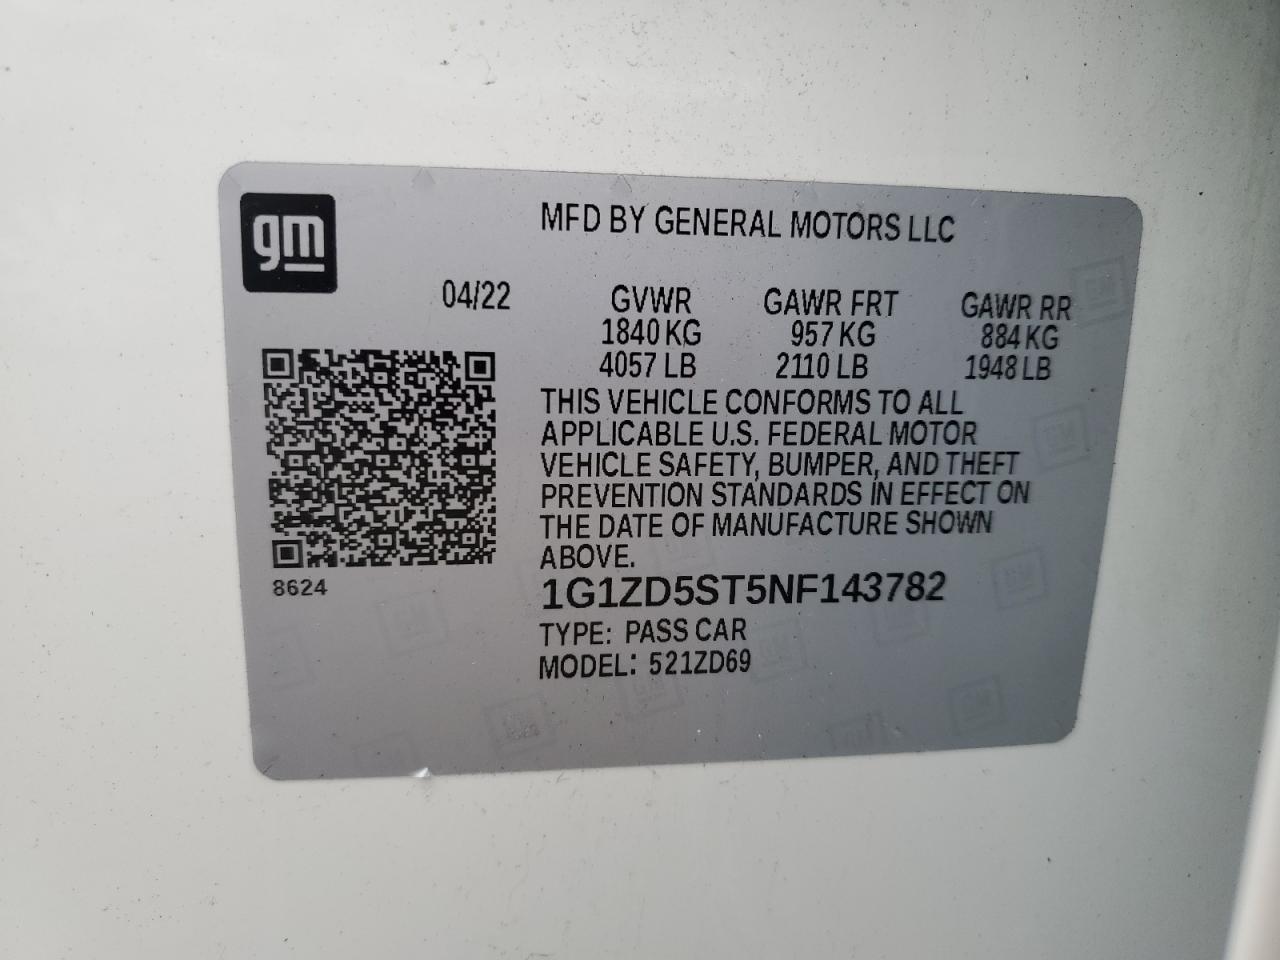 gm
MFD BY GENERAL MOTORS LLC
04/22
GVWR GAWR FRT GAWR RR
1840 KG 957 KG 884 KG
4057 LB 2110 LB 1948 LB
THIS VEHICLE CONFORMS TO ALL
APPLICABLE U.S. FEDERAL MOTOR
VEHICLE SAFETY, BUMPER, AND THEFT
PREVENTION STANDARDS IN EFFECT ON
THE DATE OF MANUFACTURE SHOWN
ABOVE.
8624
1G1ZD5ST5NF143782
TYPE: PASS CAR
MODEL: 521ZD69